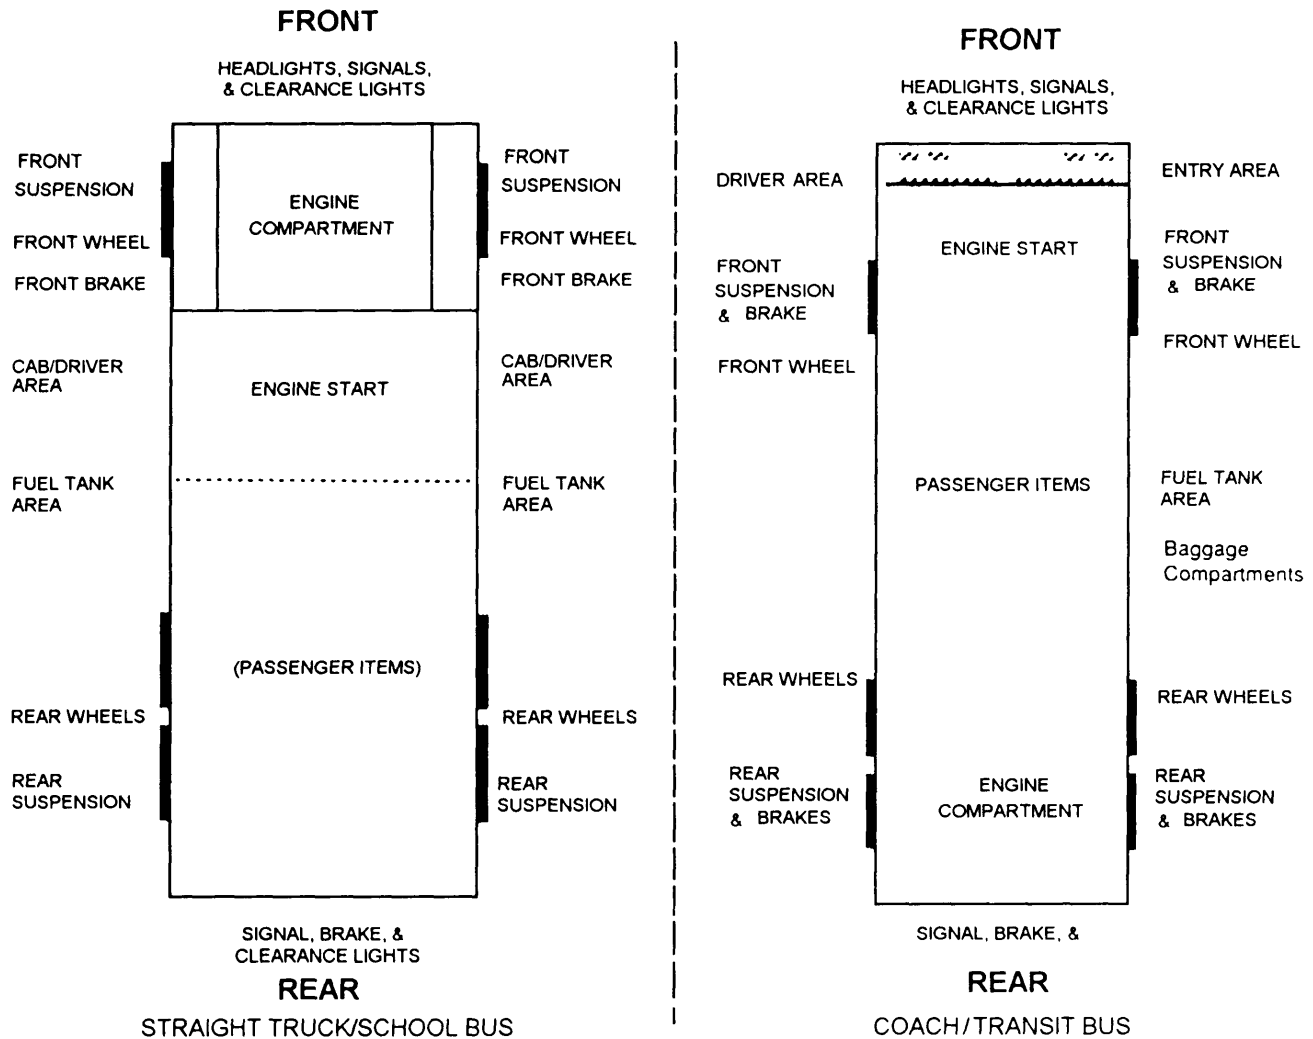 FRONT
HEADLIGHTS, SIGNALS,
& CLEARANCE LIGHTS
FRONT
SUSPENSION
FRONT WHEEL
FRONT BRAKE
CAB/DRIVER
AREA
FUEL TANK
AREA
REAR WHEELS
REAR
SUSPENSION
ENGINE
COMPARTMENT
ENGINE START
(PASSENGER ITEMS)
FRONT
SUSPENSION
FRONT WHEEL
FRONT BRAKE
CAB/DRIVER
AREA
FUEL TANK
AREA
REAR WHEELS
REAR
SUSPENSION
SIGNAL, BRAKE, &
CLEARANCE LIGHTS
REAR
STRAIGHT TRUCK/SCHOOL BUS
FRONT
HEADLIGHTS, SIGNALS,
& CLEARANCE LIGHTS
DRIVER AREA
FRONT
SUSPENSION
& BRAKE
FRONT WHEEL
REAR WHEELS
REAR
SUSPENSION
& BRAKES
ENGINE START
PASSENGER ITEMS
ENGINE
COMPARTMENT
ENTRY AREA
FRONT
SUSPENSION
& BRAKE
FRONT WHEEL
FUEL TANK
AREA
Baggage
Compartments
REAR WHEELS
REAR
SUSPENSION
& BRAKES
SIGNAL, BRAKE, &
REAR
COACH/TRANSIT BUS